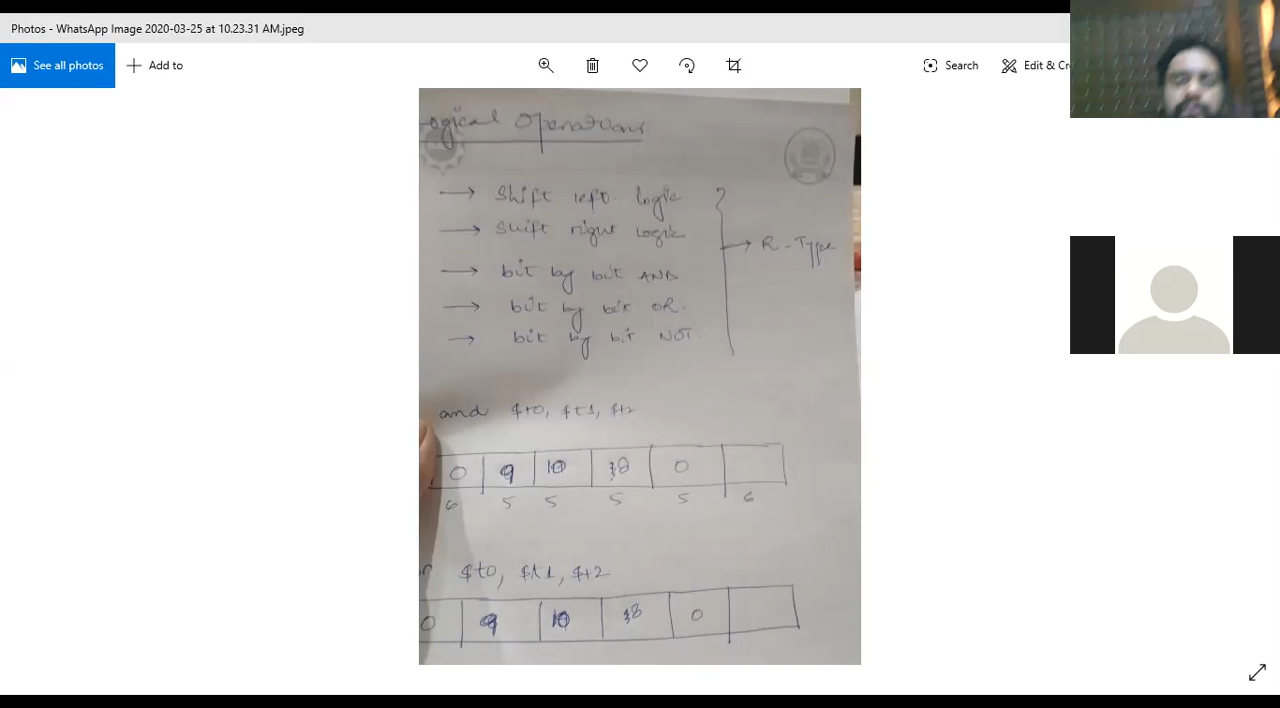 Photos - WhatsApp Image 2020-03-25 at 10.23.31 AM.jpeg
See all photos
Add to
Search
Edit & Cr
ogical Operations
→ Shift left logic
→ Shift right logic
→ bit by bit AND
→ bit by bit OR
→ bit by bit NOT
→ R-Type
and $t0, $t1, $t2
0 9 10 8 0
6 5 5 5 5 6
r $t0, $t1, $t2
0 9 10 8 0